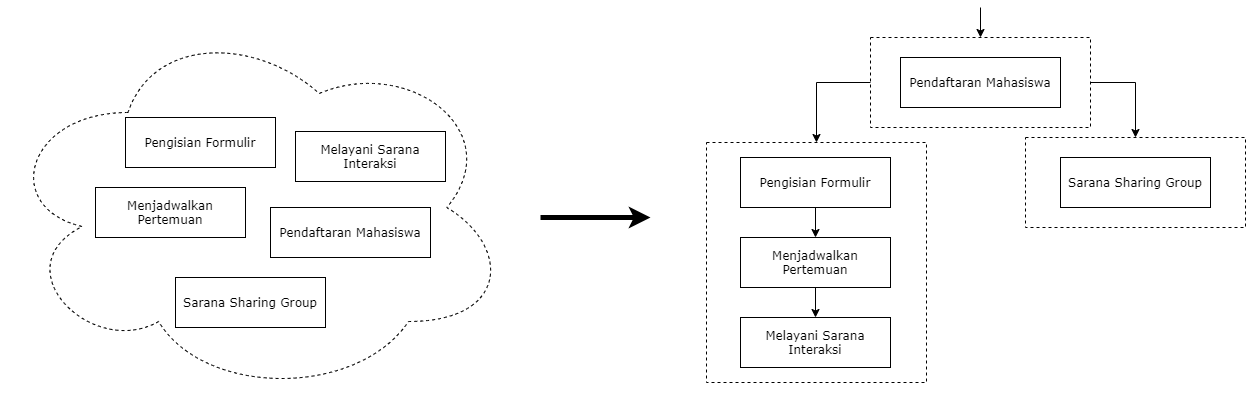 Pengisian Formulir
Melayani Sarana
Interaksi
Menjadwalkan
Pertemuan
Pendaftaran Mahasiswa
Sarana Sharing Group
Pendaftaran Mahasiswa
Pengisian Formulir
Menjadwalkan
Pertemuan
Melayani Sarana
Interaksi
Sarana Sharing Group